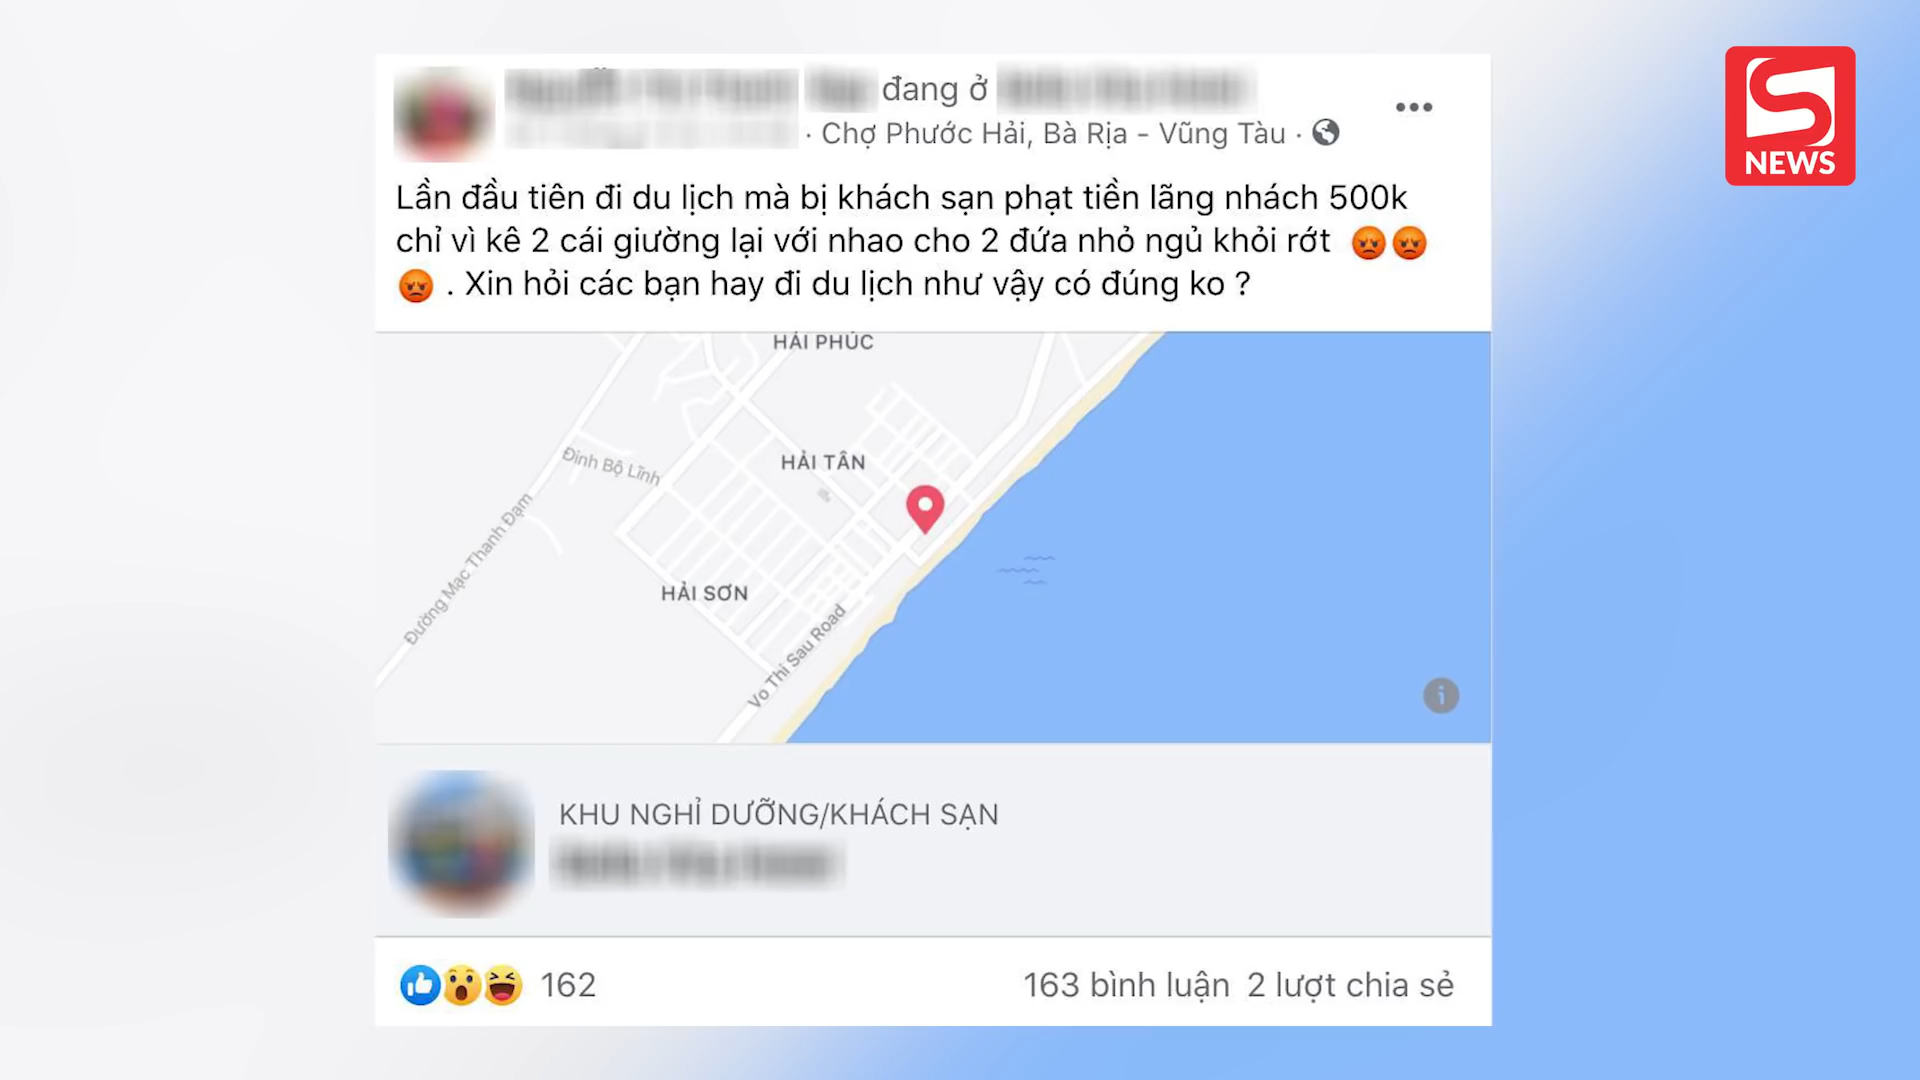 đang ở
· Chợ Phước Hải, Bà Rịa - Vũng Tàu ·
S
NEWS
Lần đầu tiên đi du lịch mà bị khách sạn phạt tiền lãng nhách 500k
chỉ vì kê 2 cái giường lại với nhao cho 2 đứa nhỏ ngủ khỏi rớt 😡😡
😡 . Xin hỏi các bạn hay đi du lịch như vậy có đúng ko ?
HẢI PHÚC
Đinh Bộ Lĩnh
HẢI TÂN
Đường Mạc Thanh Đạm
HẢI SƠN
Vo Thi Sau Road
i
KHU NGHỈ DƯỠNG/KHÁCH SẠN
162
163 bình luận 2 lượt chia sẻ